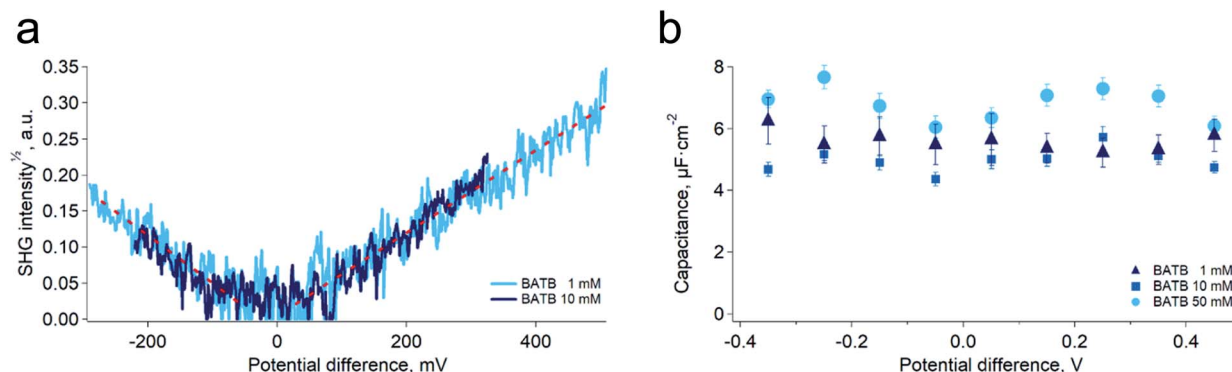 a
0.35
0.30
0.25
0.20
0.15
0.10
0.05
0.00
SHG intensity½, a.u.
-200 0 200 400
Potential difference, mV
BATB 1 mM
BATB 10 mM
b
8
6
4
2
0
Capacitance, µF·cm⁻²
-0.4 -0.2 0.0 0.2 0.4
Potential difference, V
BATB 1 mM
BATB 10 mM
BATB 50 mM